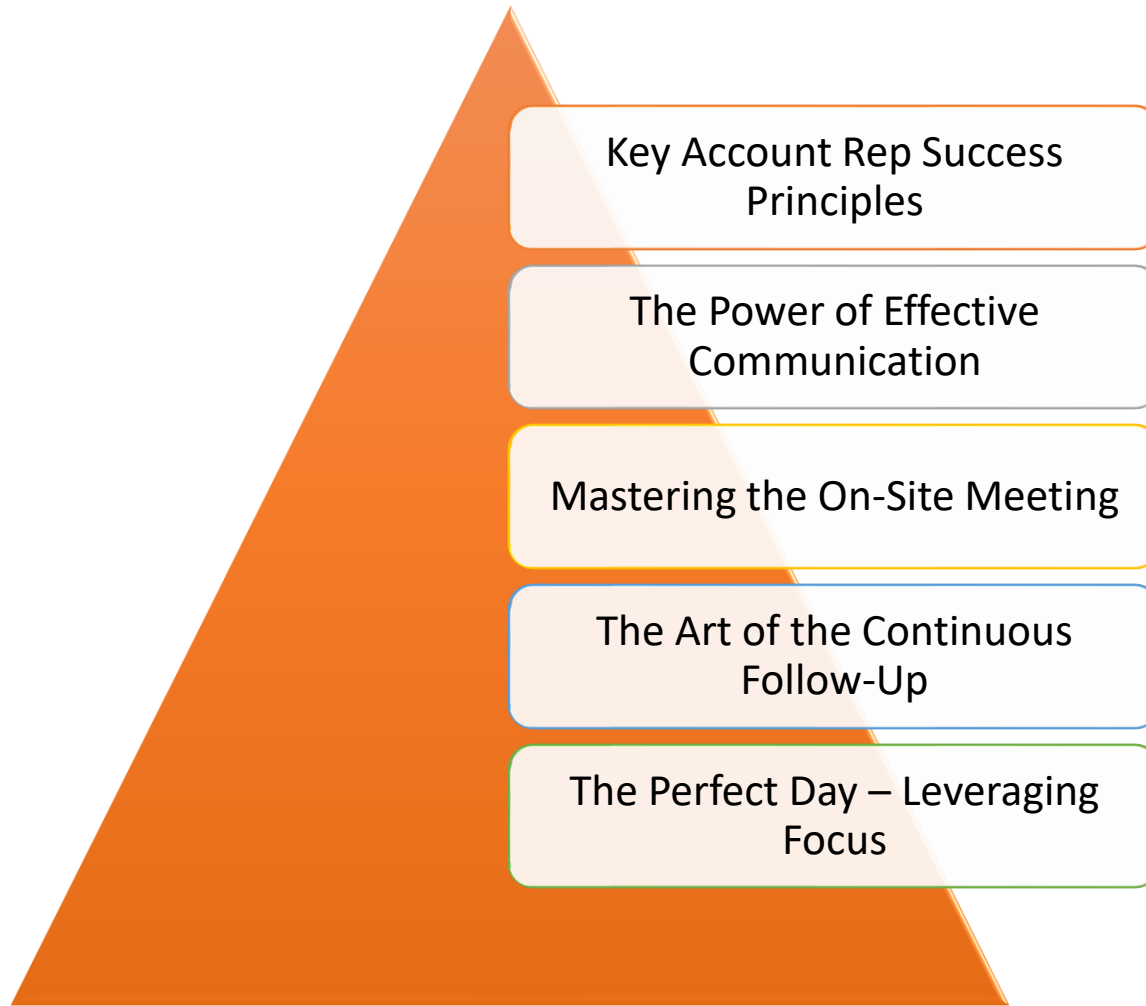 Key Account Rep Success
Principles
The Power of Effective
Communication
Mastering the On-Site Meeting
The Art of the Continuous
Follow-Up
The Perfect Day – Leveraging
Focus